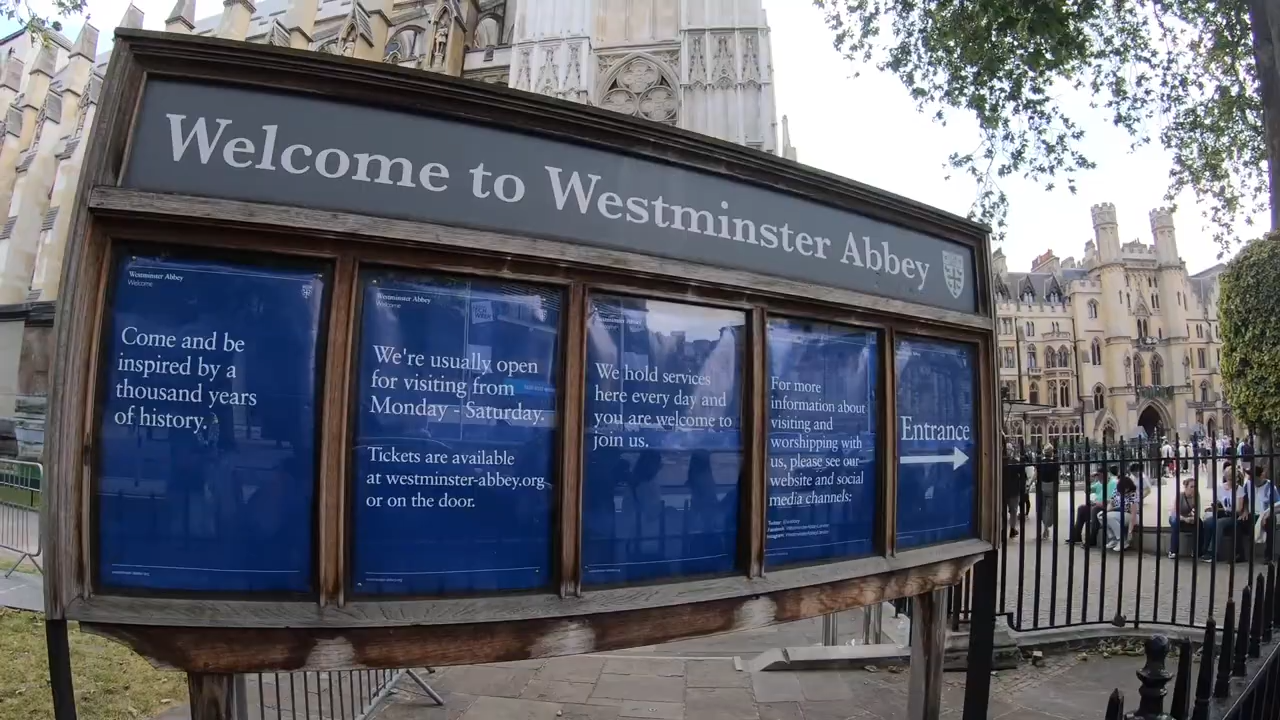 Welcome to Westminster Abbey
Westminster Abbey
Welcome
Come and be
inspired by a
thousand years
of history.
Westminster Abbey
Welcome
We're usually open
for visiting from
Monday - Saturday.
Tickets are available
at westminster-abbey.org
or on the door.
We hold services
here every day and
you are welcome to
join us.
For more
information about
visiting and
worshipping with
us, please see our
website and social
media channels:
Entrance